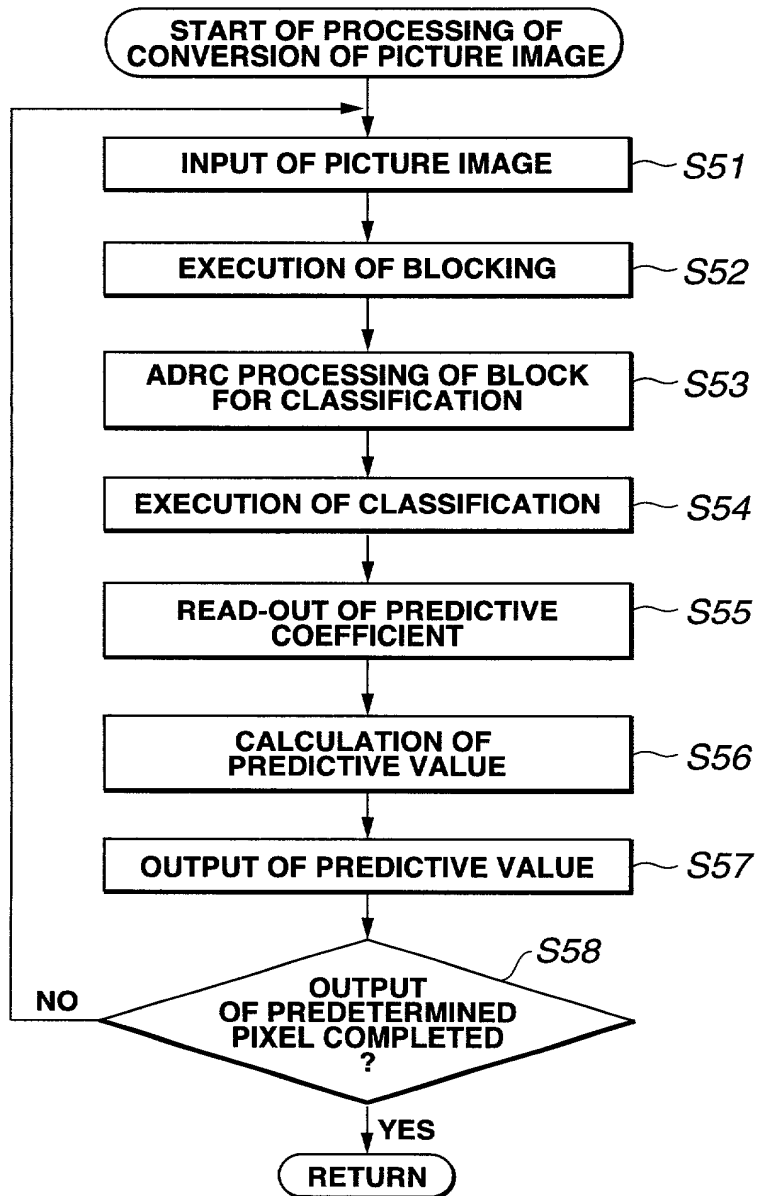 START OF PROCESSING OF
CONVERSION OF PICTURE IMAGE
INPUT OF PICTURE IMAGE
S51
EXECUTION OF BLOCKING
S52
ADRC PROCESSING OF BLOCK
FOR CLASSIFICATION
S53
EXECUTION OF CLASSIFICATION
S54
READ-OUT OF PREDICTIVE
COEFFICIENT
S55
CALCULATION OF
PREDICTIVE VALUE
S56
OUTPUT OF PREDICTIVE VALUE
S57
S58
NO
OUTPUT
OF PREDETERMINED
PIXEL COMPLETED
?
YES
RETURN